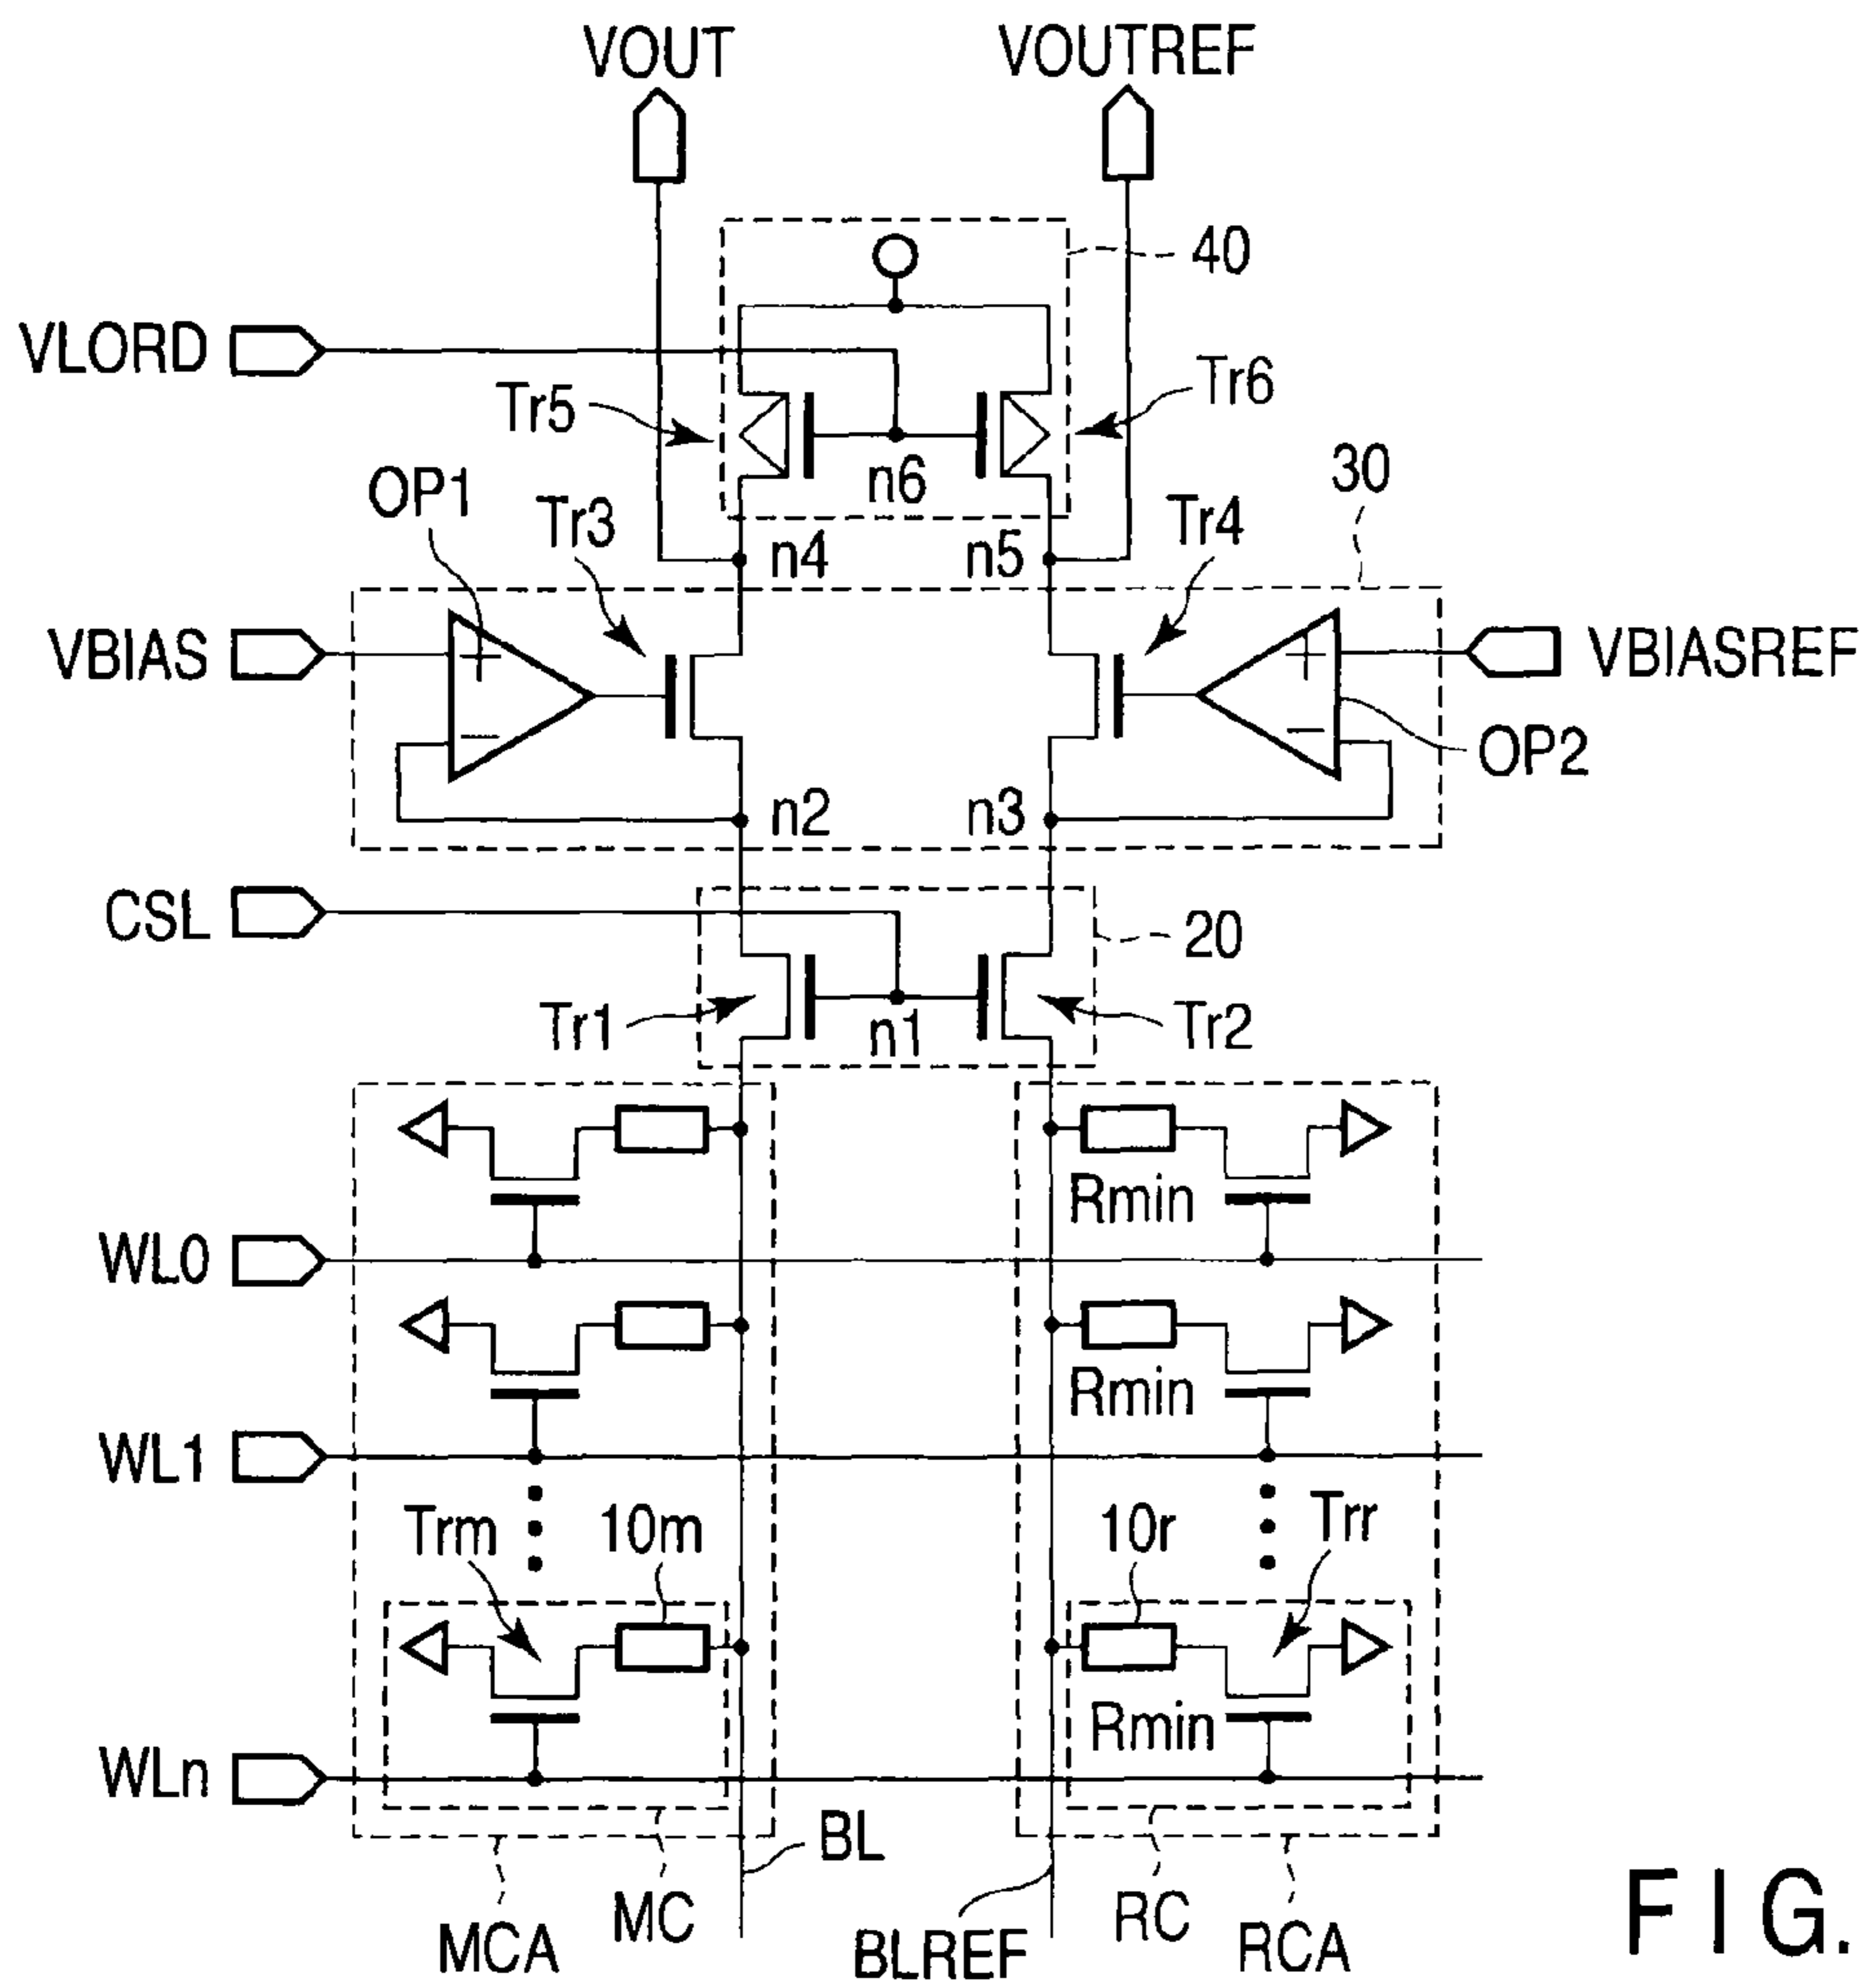 VOUT VOUTREF
40
VLORD
Tr5 Tr6
n6
OP1 Tr3 Tr4 30
n4 n5
VBIAS + + VBIASREF
- - OP2
n2 n3
CSL
20
Tr1 n1 Tr2
Rmin
WL0
Rmin
WL1
Trm 10m 10r Trr
Rmin
WLn
BL
MCA MC BLREF RC RCA
FIG.